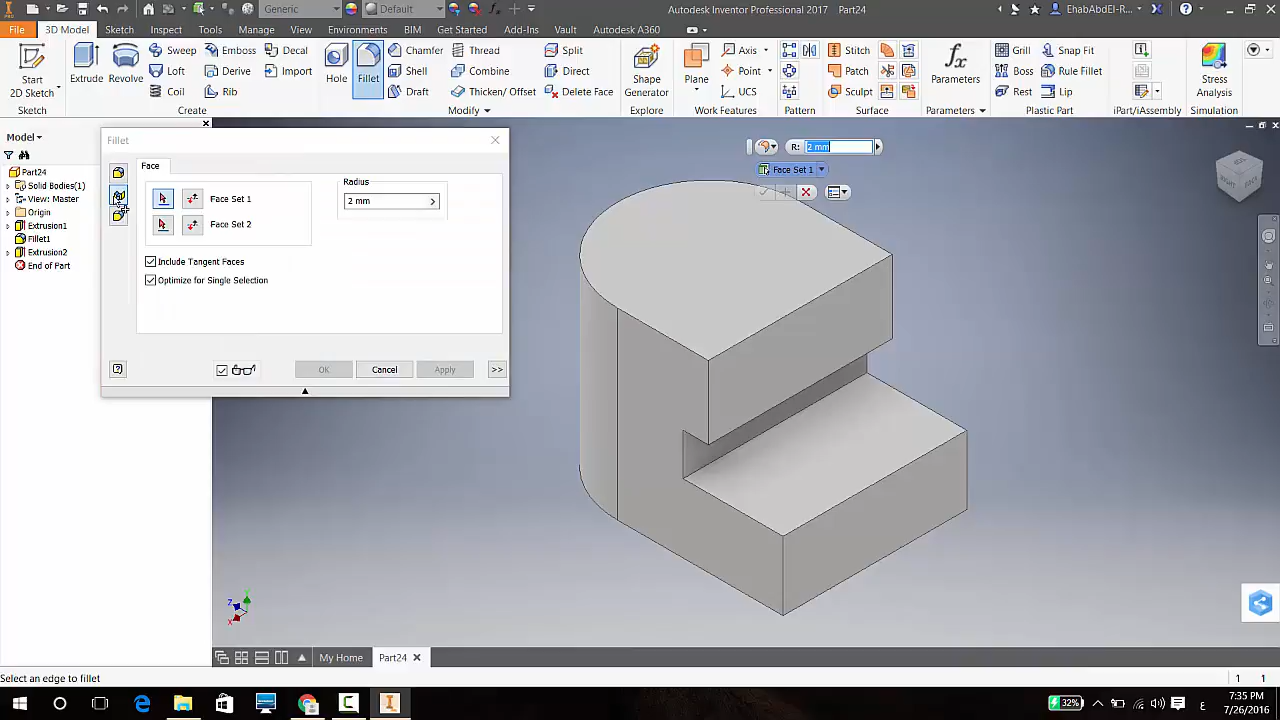 Generic
Default
Autodesk Inventor Professional 2017 Part24
EhabAbdEl-R...
File 3D Model Sketch Inspect Tools Manage View Environments BIM Get Started Add-Ins Vault Autodesk A360
Start
2D Sketch
Sketch
Extrude
Revolve
Sweep
Loft
Coil
Emboss
Derive
Rib
Decal
Import
Create
Hole
Fillet
Chamfer
Shell
Draft
Thread
Combine
Thicken/ Offset
Split
Direct
Delete Face
Modify
Shape
Generator
Explore
Plane
Axis
Point
UCS
Work Features
Pattern
Stitch
Patch
Sculpt
Surface
fx
Parameters
Parameters
Grill
Boss
Rest
Snap Fit
Rule Fillet
Lip
Plastic Part
iPart/iAssembly
Stress
Analysis
Simulation
Model
Part24
Solid Bodies(1)
View: Master
Origin
Extrusion1
Fillet1
Extrusion2
End of Part
Fillet
Face
Face Set 1
Face Set 2
Radius
2 mm
Include Tangent Faces
Optimize for Single Selection
OK Cancel Apply >>
R: 2 mm
Face Set 1
My Home Part24
Select an edge to fillet
1 1
32%
7:35 PM
7/26/2016